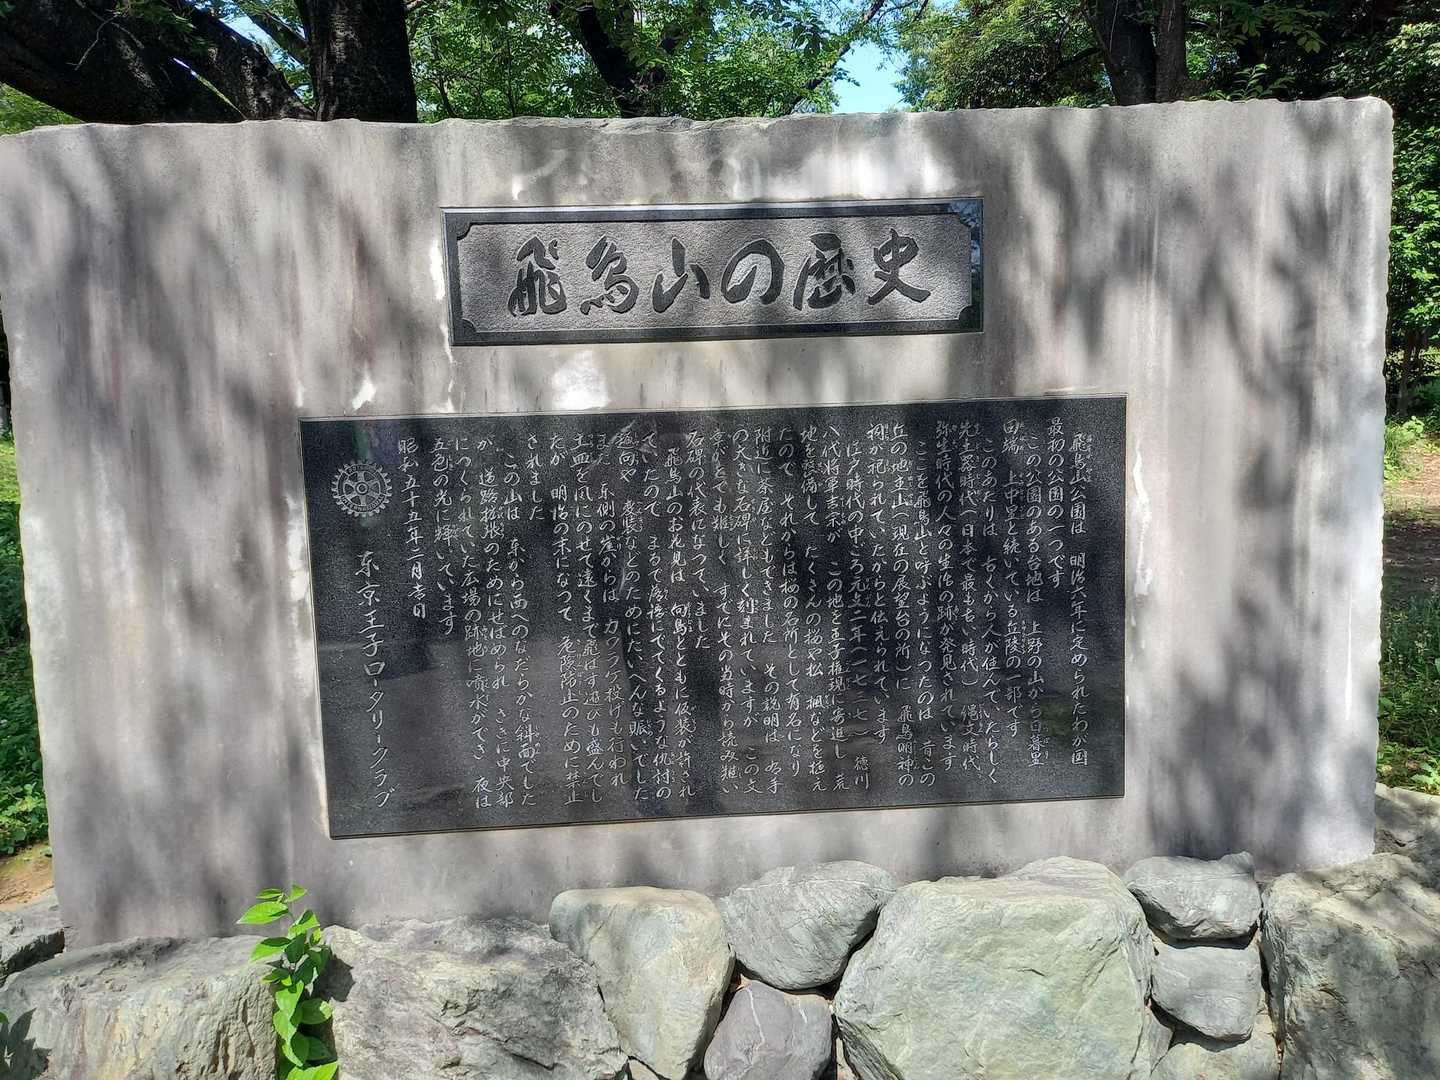 飛鳥山の歴史
飛鳥山公園は 明治六年に定められたわが国
最初の公園の一つです
この公園のある台地は 上野の山から日暮里
田端 上中里と続いている丘陵の一部です
このあたりは 古くから人が住んでいたらしく
先土器時代(日本で最も古い時代) 縄文時代
弥生時代の人々の生活の跡が発見されています
ここを飛鳥山と呼ぶようになったのは 昔この
丘の地主山(現在の展望台の所)に 飛鳥明神の
祠が祀られていたからと伝えられています
江戸時代の中ころ元文二年(一七三七) 徳川
八代将軍吉宗が この地を王子権現に寄進し 荒
地を整備して たくさんの桜や松 楓などを植え
たので それからは桜の名所として有名になり
附近に茶屋などもできました その説明は 右手
の大きな石碑に詳しく刻まれていますが この文
章がとても難しく すでにその当時から読み難い
石碑の代表になっていました
飛鳥山のお花見は 向島とともに仮装が許され
ていたので まるで落語にでてくるような仇討の
趣向や 変装などのためにたいへんな賑いでした
また 東側の崖からは カワラケ投げも行われ
土皿を風にのせて遠くまで飛ばす遊びも盛んでし
たが 明治の末になって 危険防止のために禁止
されました
この山は 東から西へのなだらかな斜面でした
が 道路拡張のためにせばめられ さきに中央部
につくられていた広場の跡地に噴水ができ 夜は
五色の光に輝いています
昭和五十五年二月吉日
東京王子ロータリークラブ